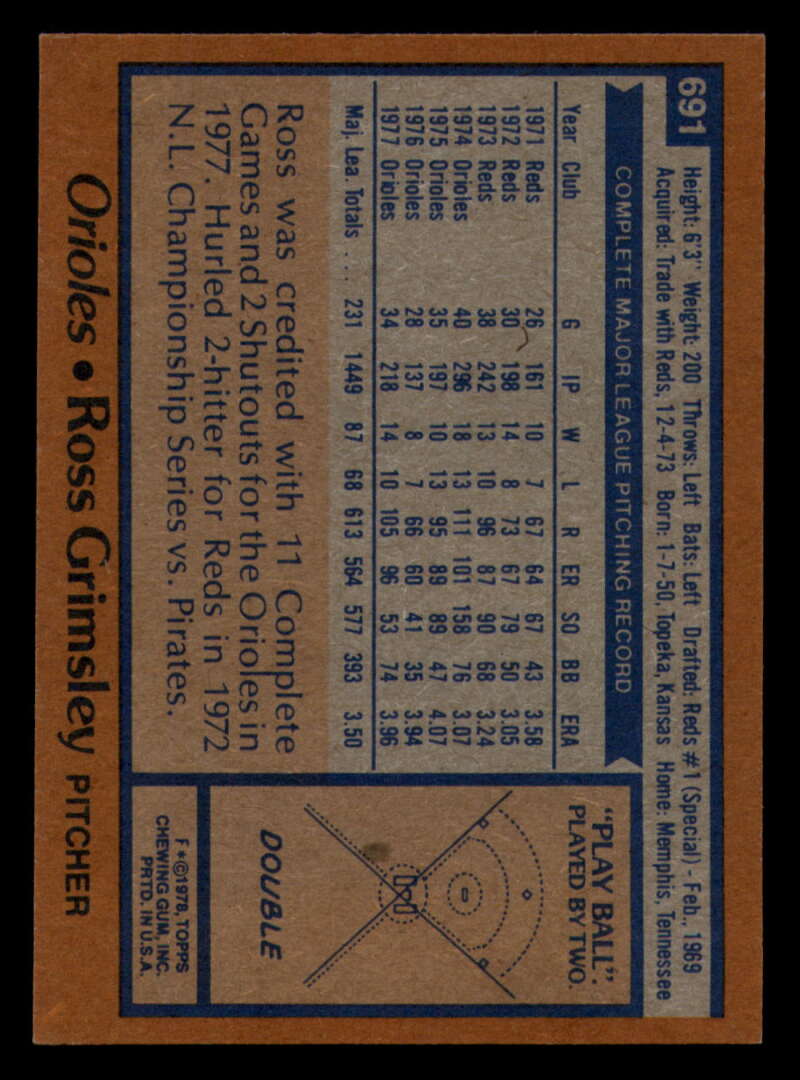 691
Height: 6'3" Weight: 200 Throws: Left Bats: Left Drafted: Reds #1 (Special) - Feb., 1969
Acquired: Trade with Reds, 12-4-73 Born: 1-7-50, Topeka, Kansas Home: Memphis, Tennessee
COMPLETE MAJOR LEAGUE PITCHING RECORD
Year Club G IP W L R ER SO BB ERA
1971 Reds 26 161 10 7 67 64 67 43 3.58
1972 Reds 30 198 14 8 73 67 79 50 3.05
1973 Reds 38 242 13 10 96 87 90 68 3.24
1974 Orioles 40 296 18 13 111 101 158 76 3.07
1975 Orioles 35 197 10 13 95 89 89 47 4.07
1976 Orioles 28 137 8 7 66 60 41 35 3.94
1977 Orioles 34 218 14 10 105 96 53 74 3.96
Maj. Lea. Totals . . . 231 1449 87 68 613 564 577 393 3.50
Ross was credited with 11 Complete
Games and 2 Shutouts for the Orioles in
1977. Hurled 2-hitter for Reds in 1972
N.L. Championship Series vs. Pirates.
"PLAY BALL".
PLAYED BY TWO.
DOUBLE
F*©1978, TOPPS
CHEWING GUM, INC.
PRTD. IN U.S.A.
Orioles • Ross Grimsley PITCHER